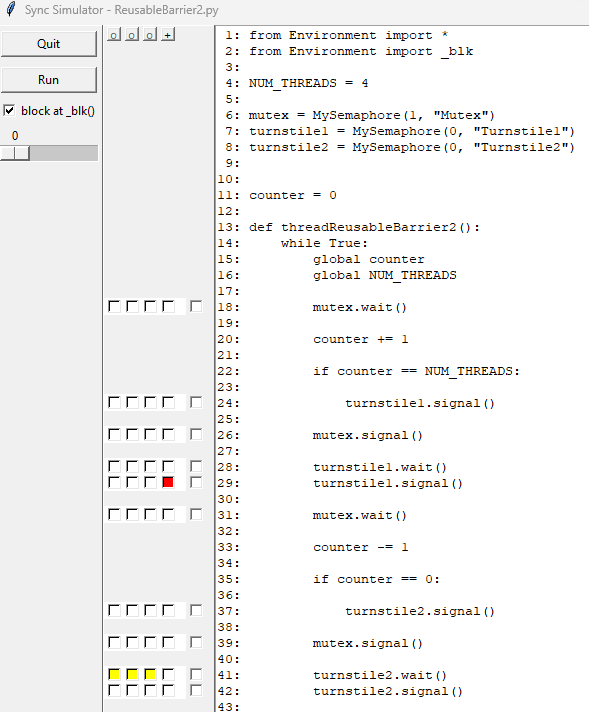 Sync Simulator - ReusableBarrier2.py
Quit
Run
block at _blk()
0
o o o +
1: from Environment import *
2: from Environment import _blk
3:
4: NUM_THREADS = 4
5:
6: mutex = MySemaphore(1, "Mutex")
7: turnstile1 = MySemaphore(0, "Turnstile1")
8: turnstile2 = MySemaphore(0, "Turnstile2")
9:
10:
11: counter = 0
12:
13: def threadReusableBarrier2():
14:     while True:
15:         global counter
16:         global NUM_THREADS
17:
18:         mutex.wait()
19:
20:         counter += 1
21:
22:         if counter == NUM_THREADS:
23:
24:             turnstile1.signal()
25:
26:         mutex.signal()
27:
28:         turnstile1.wait()
29:         turnstile1.signal()
30:
31:         mutex.wait()
32:
33:         counter -= 1
34:
35:         if counter == 0:
36:
37:             turnstile2.signal()
38:
39:         mutex.signal()
40:
41:         turnstile2.wait()
42:         turnstile2.signal()
43: